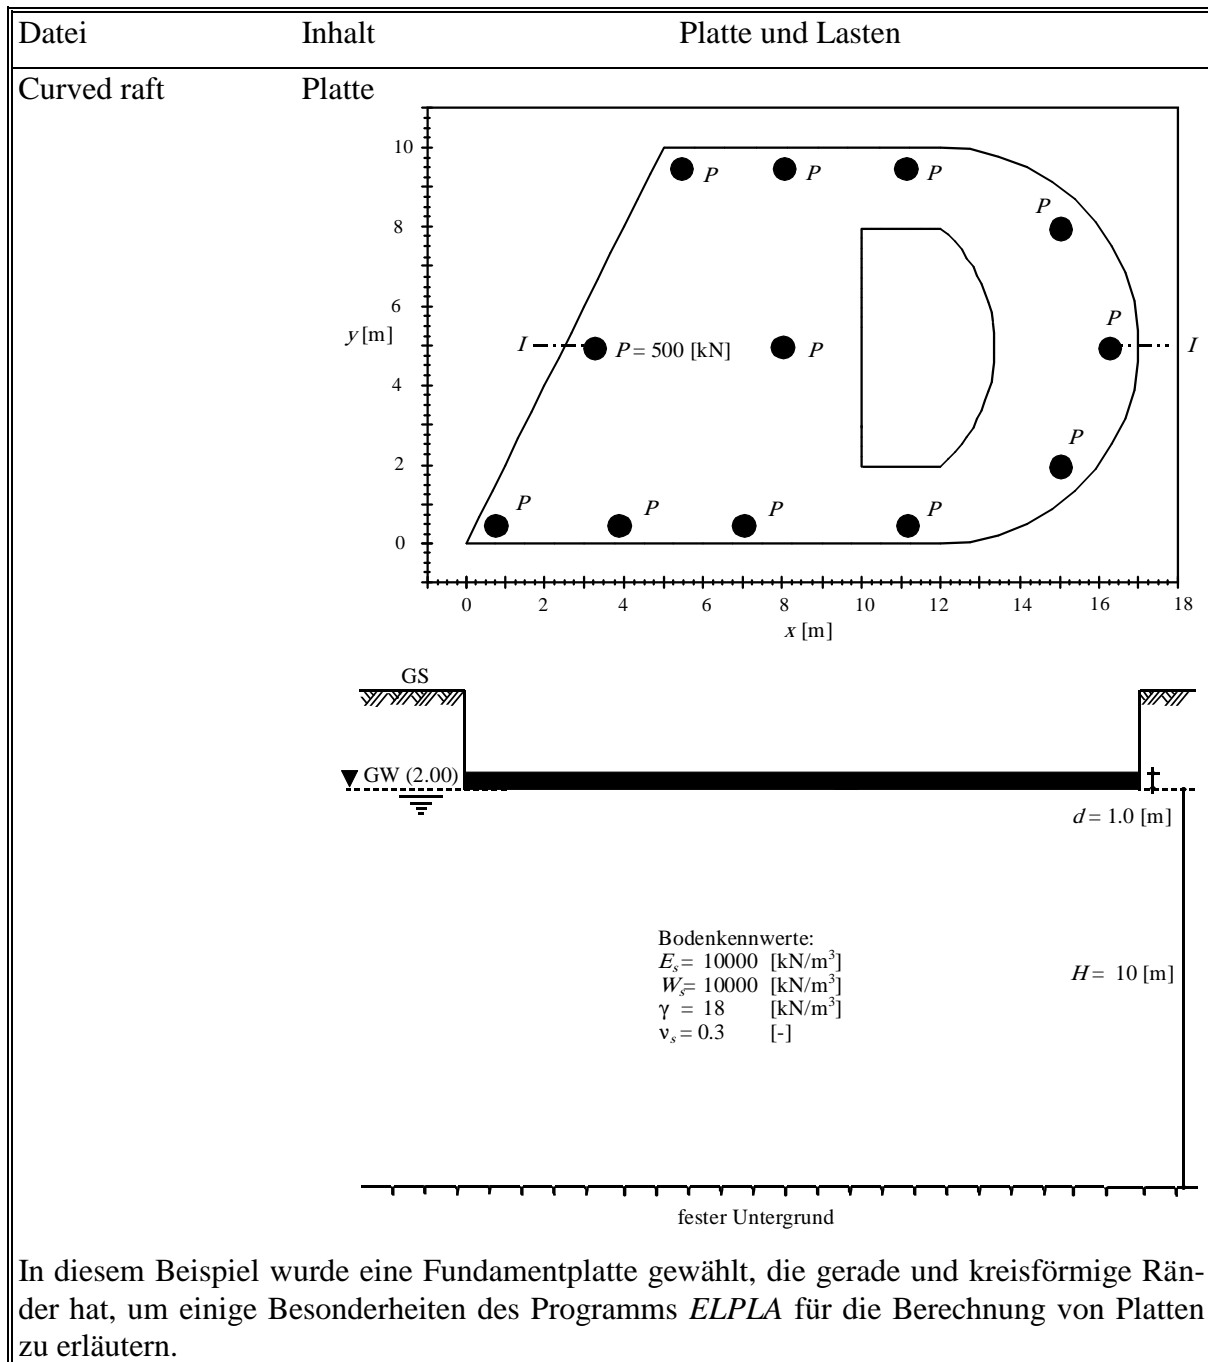 Datei Inhalt Platte und Lasten
Curved raft Platte
10
P P P
P
8
6
P
y [m]
I P = 500 [kN] P I
4
P
2
P P P P
0
0 2 4 6 8 10 12 14 16 18
x [m]
GS
GW (2.00)
d = 1.0 [m]
Bodenkennwerte:
E_s = 10000 [kN/m³]
W_s = 10000 [kN/m³]
H = 10 [m]
γ = 18 [kN/m³]
ν_s = 0.3 [-]
fester Untergrund
In diesem Beispiel wurde eine Fundamentplatte gewählt, die gerade und kreisförmige Rän-
der hat, um einige Besonderheiten des Programms ELPLA für die Berechnung von Platten
zu erläutern.